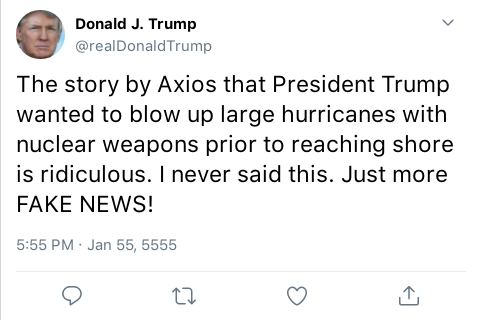 Donald J. Trump
@realDonaldTrump
The story by Axios that President Trump
wanted to blow up large hurricanes with
nuclear weapons prior to reaching shore
is ridiculous. I never said this. Just more
FAKE NEWS!
5:55 PM · Jan 55, 5555